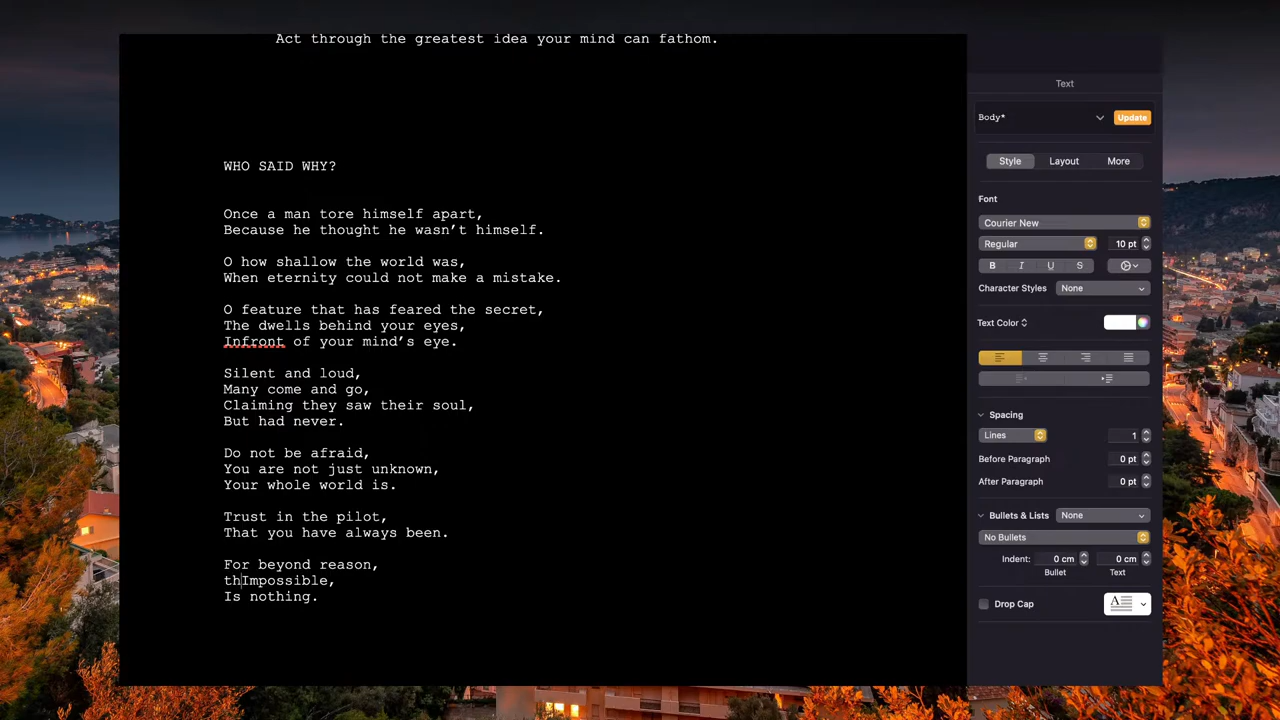 Act through the greatest idea your mind can fathom.
WHO SAID WHY?
Once a man tore himself apart,
Because he thought he wasn’t himself.
O how shallow the world was,
When eternity could not make a mistake.
O feature that has feared the secret,
The dwells behind your eyes,
Infront of your mind’s eye.
Silent and loud,
Many come and go,
Claiming they saw their soul,
But had never.
Do not be afraid,
You are not just unknown,
Your whole world is.
Trust in the pilot,
That you have always been.
For beyond reason,
thImpossible,
Is nothing.
Text
Body*
Update
Style Layout More
Font
Courier New
Regular 10 pt
B I U S
Character Styles None
Text Color
Spacing
Lines 1
Before Paragraph 0 pt
After Paragraph 0 pt
Bullets & Lists None
No Bullets
Indent: 0 cm 0 cm
Bullet Text
Drop Cap
A